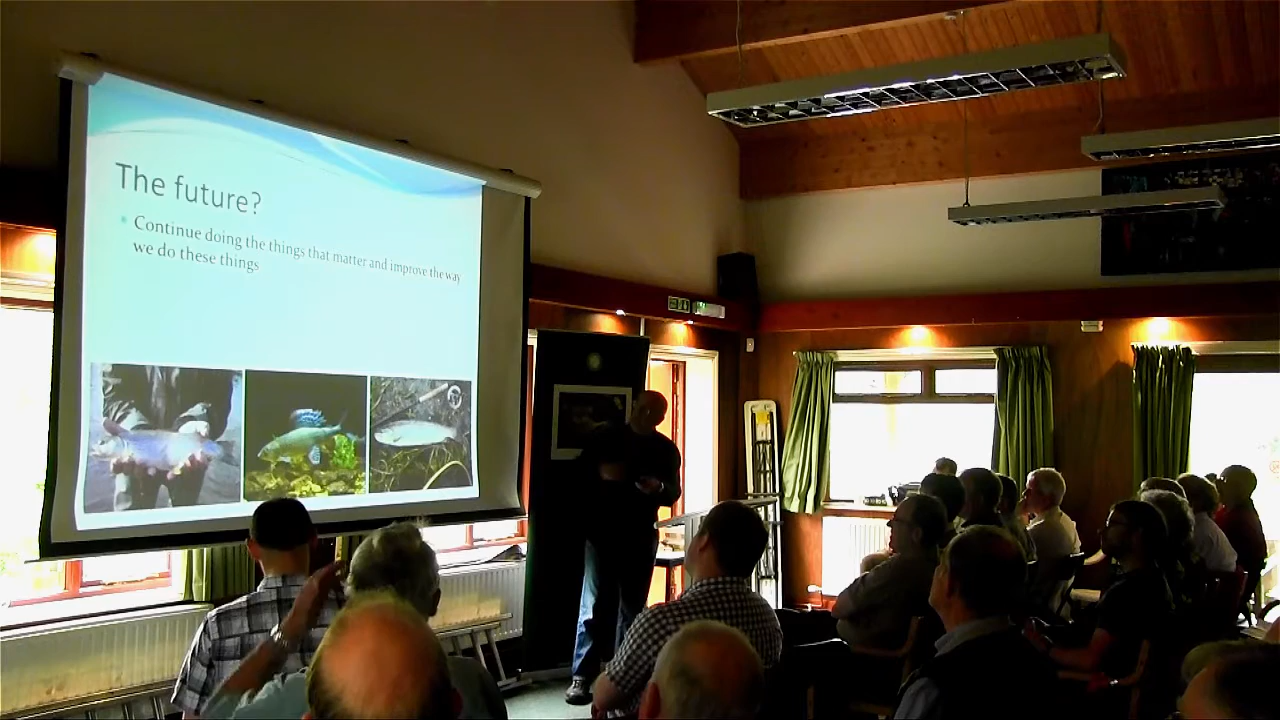 The future?
Continue doing the things that matter and improve the way
we do these things